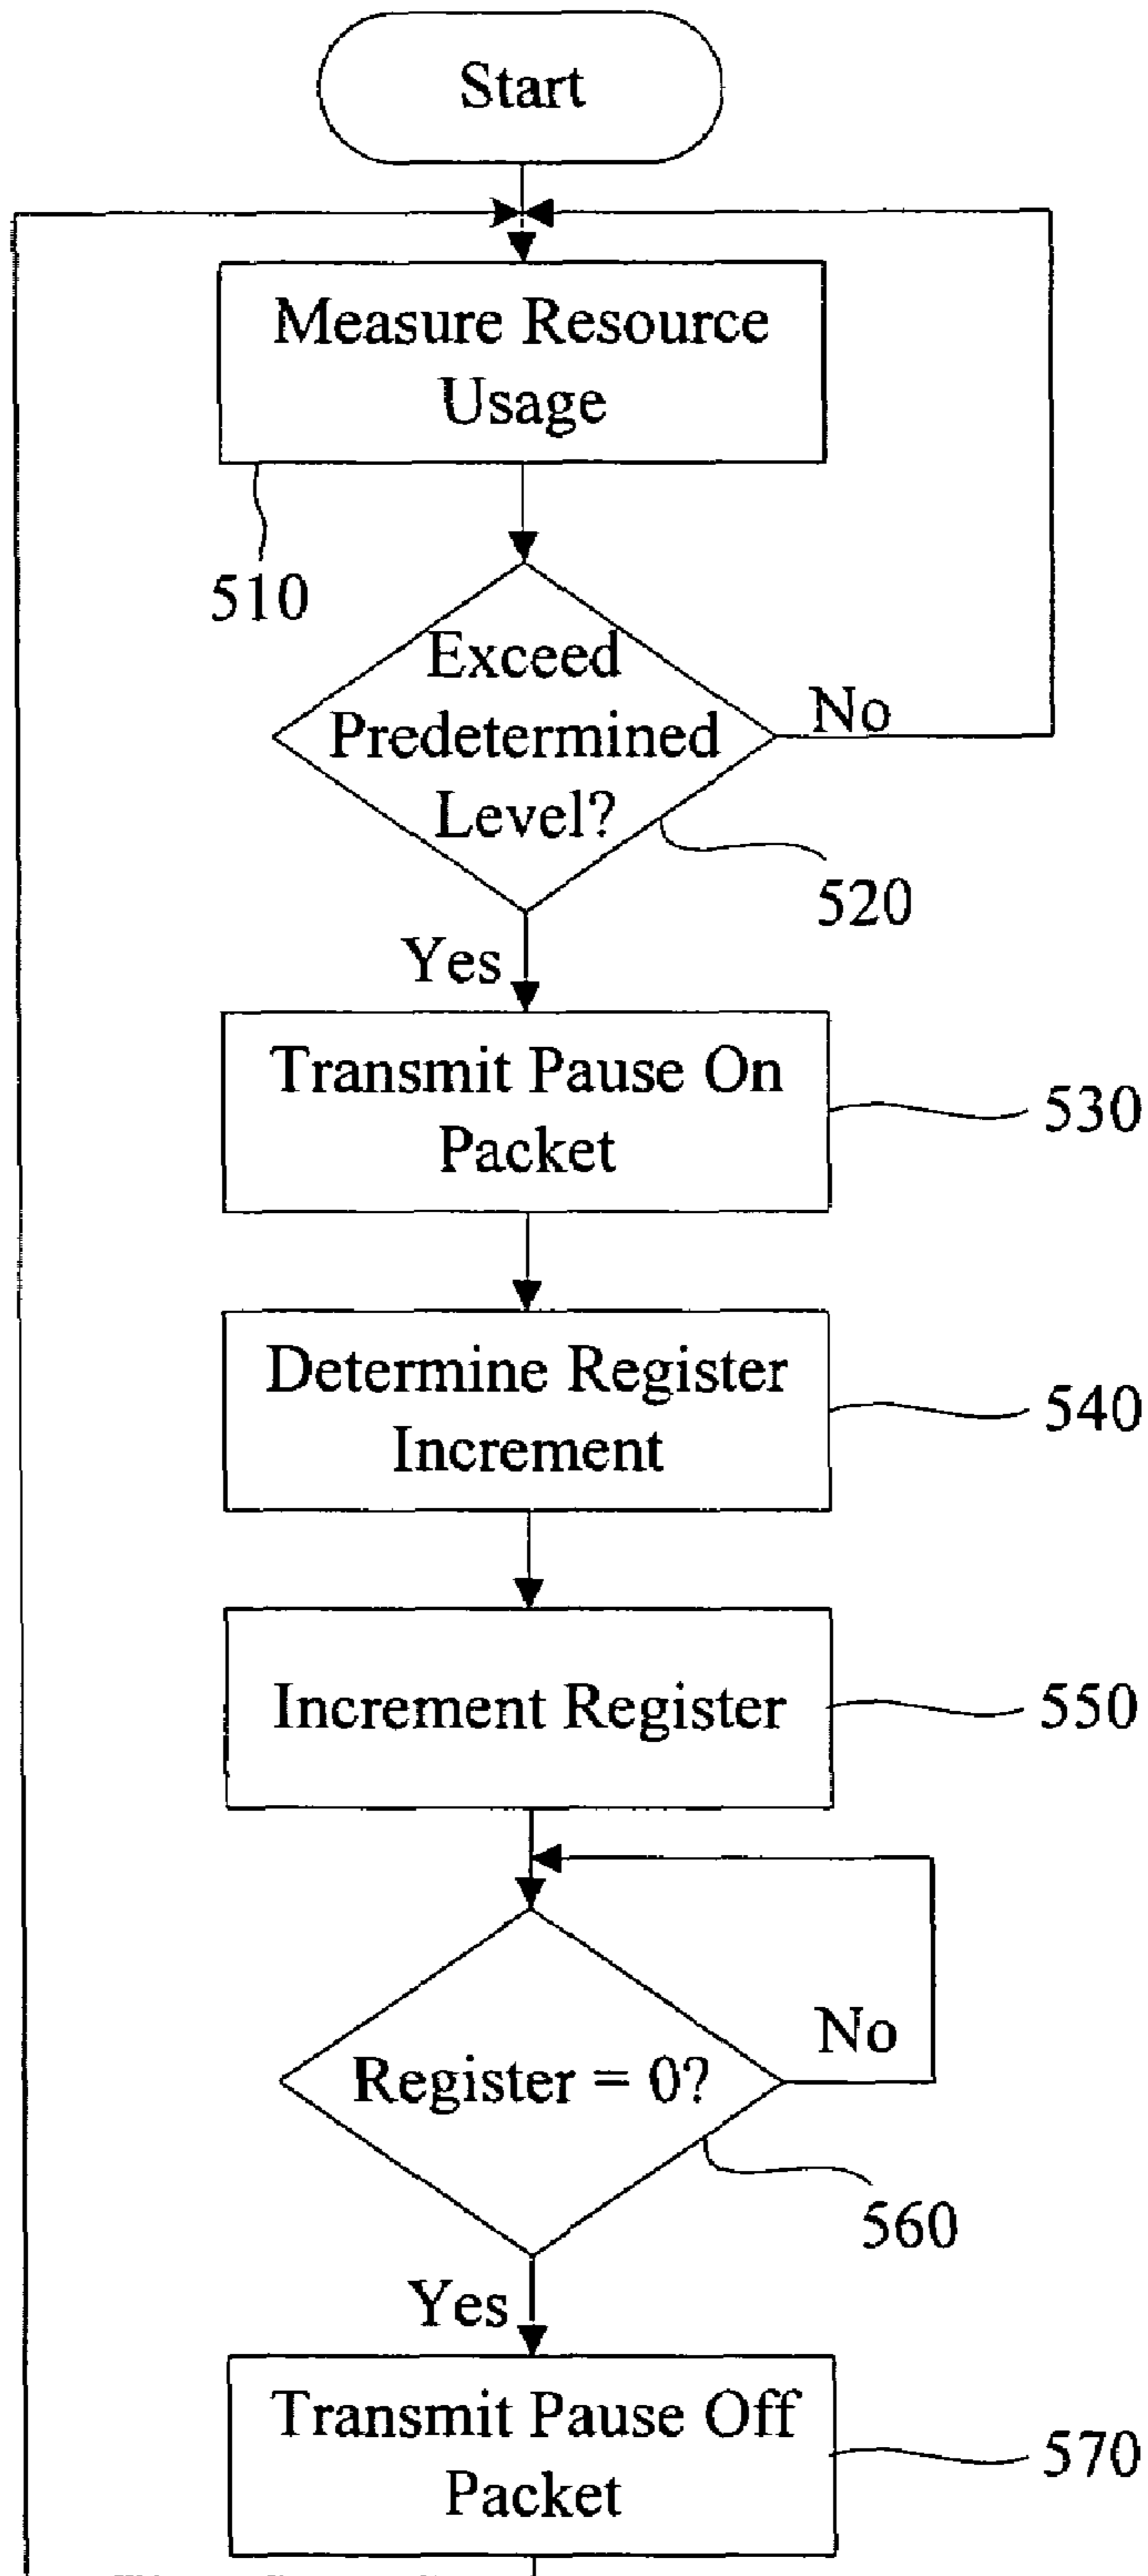 Start
Measure Resource
Usage
510
Exceed
Predetermined
Level?
No
520
Yes
Transmit Pause On
Packet
530
Determine Register
Increment
540
Increment Register
550
Register = 0?
No
560
Yes
Transmit Pause Off
Packet
570